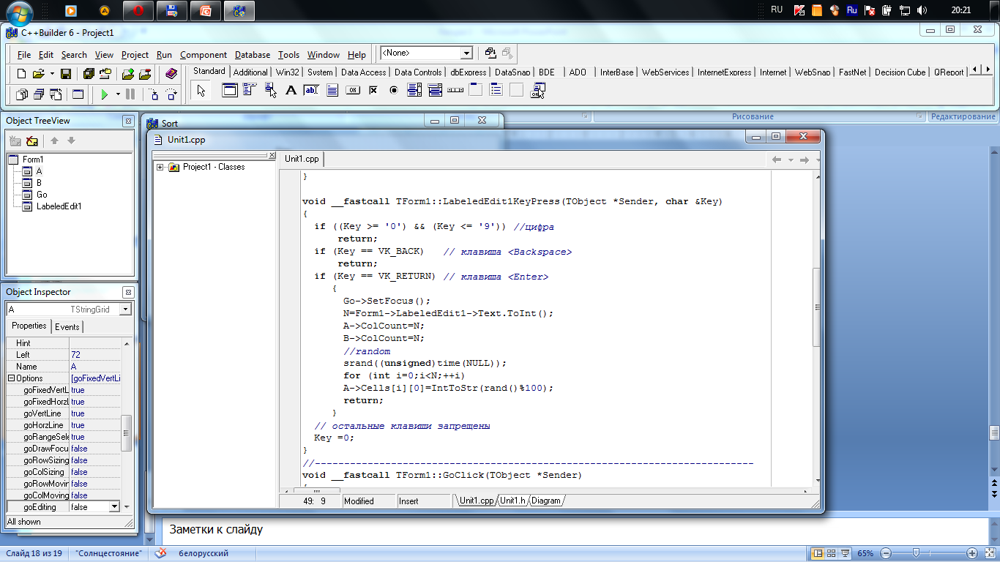 RU
Ru
20:21
C++Builder 6 - Project1
File Edit Search View Project Run Component Database Tools Window Help
<None>
Standard Additional Win32 System Data Access Data Controls dbExpress DataSnap BDE ADO InterBase WebServices InternetExpress Internet WebSnap FastNet Decision Cube QReport
Object TreeView
Form1
A
B
Go
LabeledEdit1
Sort
Рисование
Редактирование
Unit1.cpp
Project1 - Classes
Unit1.cpp
}
void __fastcall TForm1::LabeledEdit1KeyPress(TObject *Sender, char &Key)
{
if ((Key >= '0') && (Key <= '9')) //цифра
return;
if (Key == VK_BACK) // клавиша <Backspace>
return;
if (Key == VK_RETURN) // клавиша <Enter>
{
Go->SetFocus();
N=Form1->LabeledEdit1->Text.ToInt();
A->ColCount=N;
B->ColCount=N;
//random
srand((unsigned)time(NULL));
for (int i=0;i<N;++i)
A->Cells[i][0]=IntToStr(rand()%100);
return;
}
// остальные клавиши запрещены
Key =0;
}
//---------------------------------------------------------------------------
void __fastcall TForm1::GoClick(TObject *Sender)
49: 9 Modified Insert Unit1.cpp Unit1.h Diagram
Object Inspector
A TStringGrid
Properties Events
Hint
Left 72
Name A
Options [goFixedVertLi
goFixedVertL true
goFixedHorzL true
goVertLine true
goHorzLine true
goRangeSele true
goDrawFocu false
goRowSizing false
goColSizing false
goRowMovin false
goColMoving false
goEditing false
All shown
Заметки к слайду
Слайд 18 из 19 "Солнцестояние" белорусский 65%